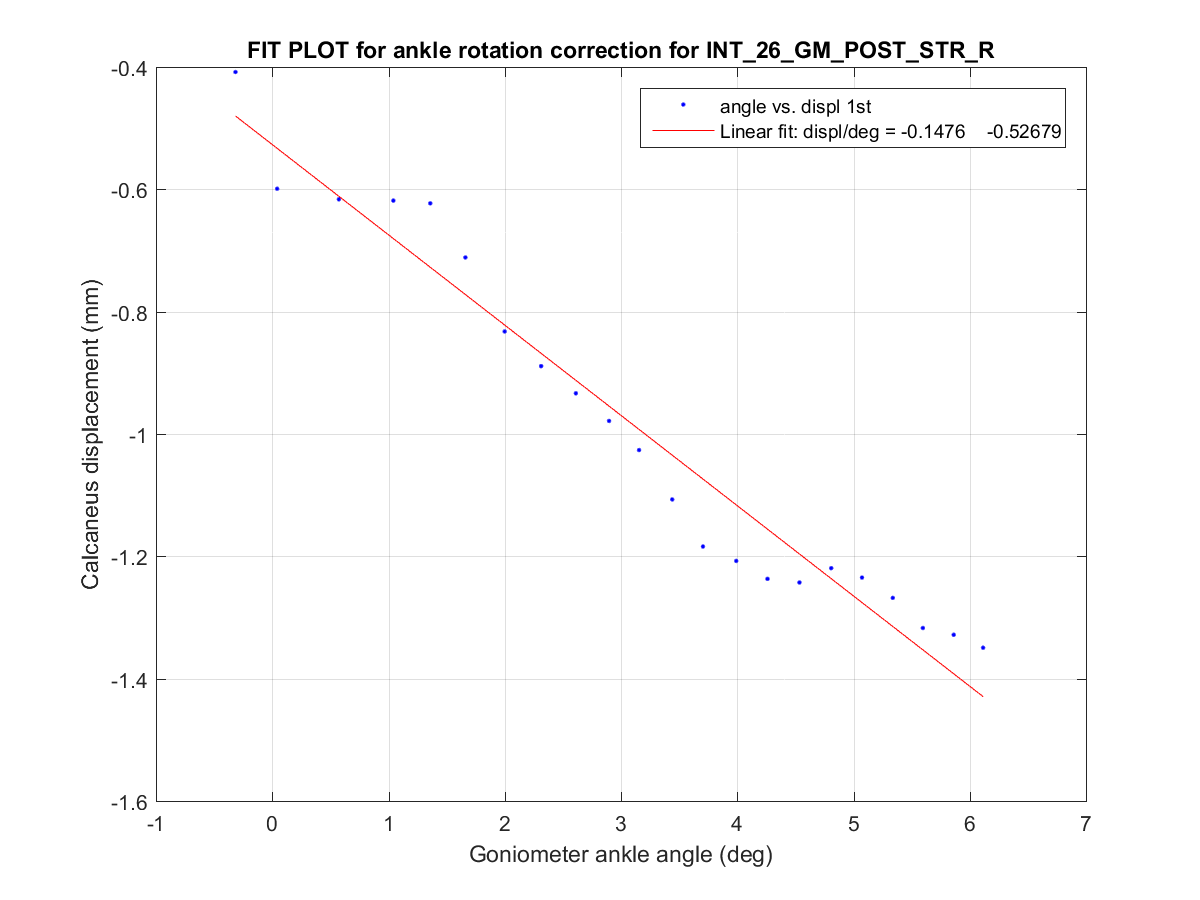 FIT PLOT for ankle rotation correction for INT_26_GM_POST_STR_R
-0.4
angle vs. displ 1st
Linear fit: displ/deg = -0.1476    -0.52679
-0.6
-0.8
-1
-1.2
-1.4
-1.6
Calcaneus displacement (mm)
-1 0 1 2 3 4 5 6 7
Goniometer ankle angle (deg)